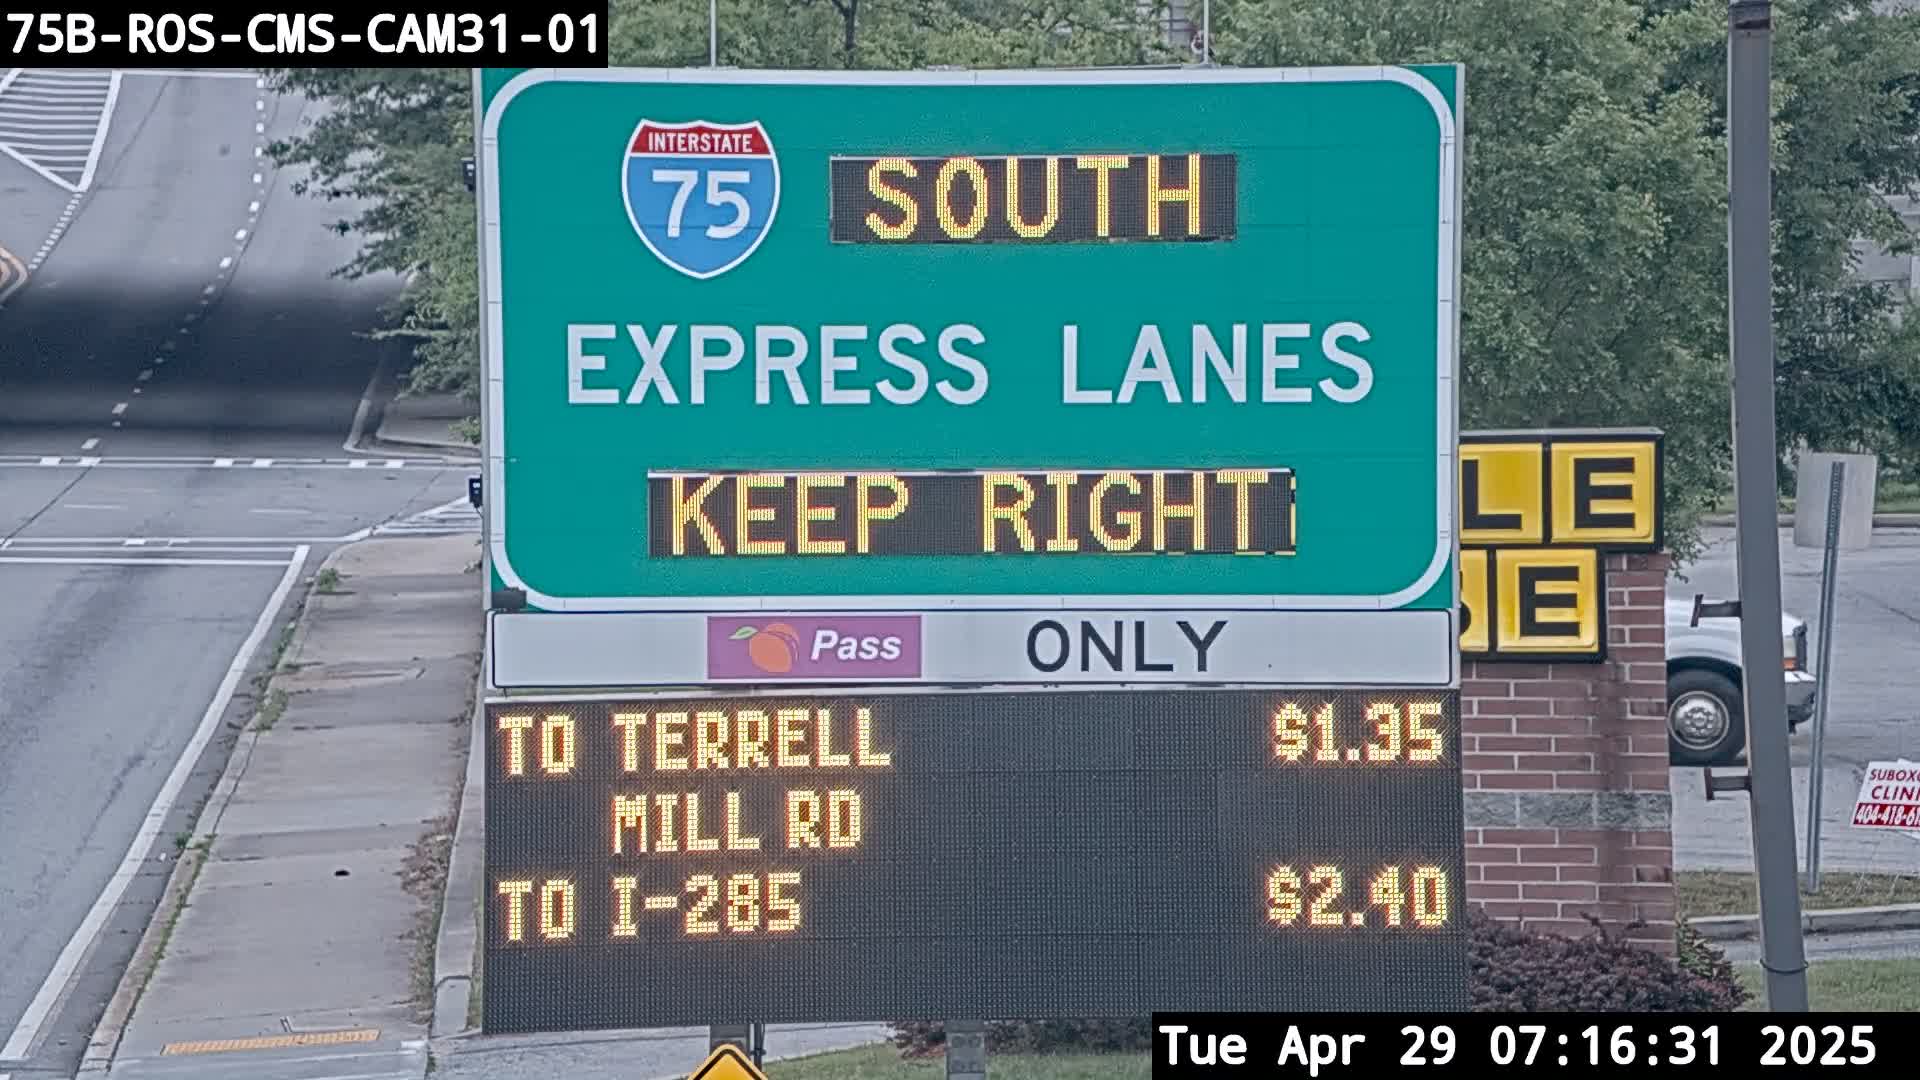 75B-ROS-CMS-CAM31-01
INTERSTATE
75
SOUTH
EXPRESS LANES
KEEP RIGHT
Pass ONLY
TO TERRELL $1.35
MILL RD
TO I-285 $2.40
LE
E
CLINI
Tue Apr 29 07:16:31 2025